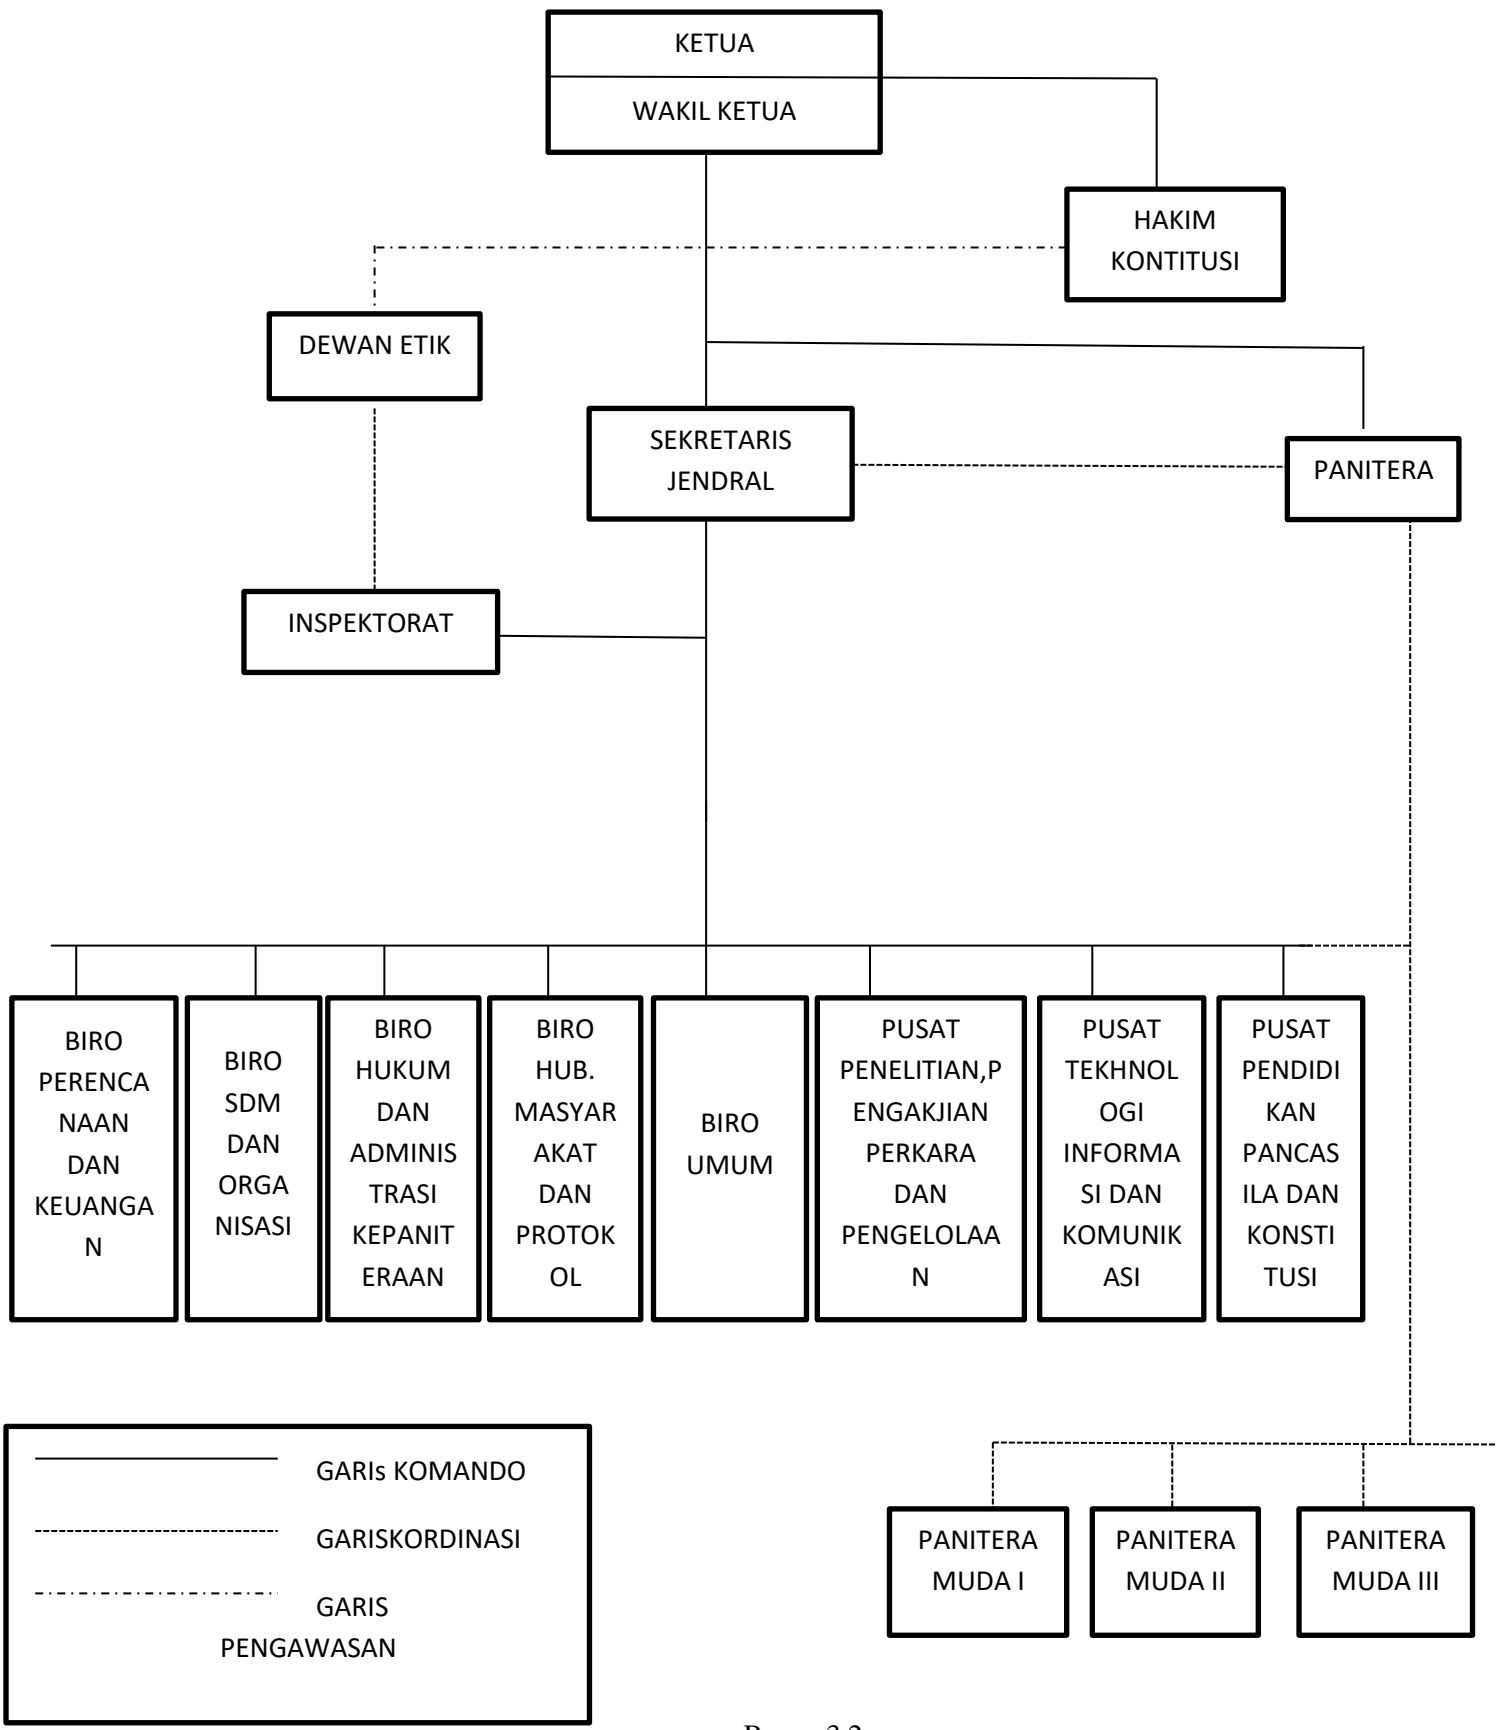 KETUA
WAKIL KETUA
HAKIM
KONTITUSI
DEWAN ETIK
SEKRETARIS
JENDRAL
PANITERA
INSPEKTORAT
BIRO
PERENCA
NAAN
DAN
KEUANGA
N
BIRO
SDM
DAN
ORGA
NISASI
BIRO
HUKUM
DAN
ADMINIS
TRASI
KEPANIT
ERAAN
BIRO
HUB.
MASYAR
AKAT
DAN
PROTOK
OL
BIRO
UMUM
PUSAT
PENELITIAN,P
ENGAKJIAN
PERKARA
DAN
PENGELOLAA
N
PUSAT
TEKHNOL
OGI
INFORMA
SI DAN
KOMUNIK
ASI
PUSAT
PENDIDI
KAN
PANCAS
ILA DAN
KONSTI
TUSI
GARIs KOMANDO
GARISKORDINASI
GARIS
PENGAWASAN
PANITERA
MUDA I
PANITERA
MUDA II
PANITERA
MUDA III